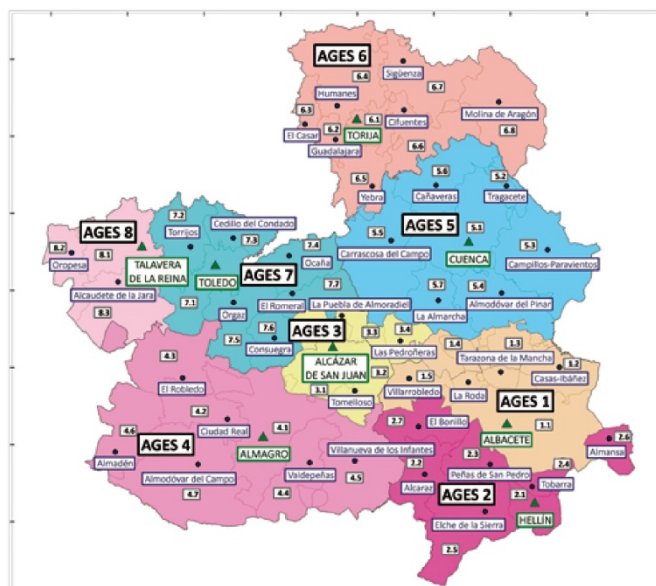 AGES 6
6.4
Sigüenza
6.7
Humanes
6.3
6.1
Cifuentes
Molina de Aragón
El Casar
6.2
TORIJA
6.8
Guadalajara
6.6
6.5
Yebra
5.6
Cañaveras
5.2
Tragacete
AGES 5
7.2
Cedillo del Condado
AGES 8
Torrijos
7.3
7.4
5.5
5.1
8.2
8.1
Oropesa
TALAVERA
DE LA REINA
TOLEDO
AGES 7
Ocaña
Carrascosa del Campo
CUENCA
5.3
Campillos-Paravientos
Alcaudete de la Jara
7.7
5.7
5.4
8.3
7.1
Orgaz
El Romeral
La Puebla de Almoradiel
La Almarcha
Almodóvar del Pinar
AGES 3
3.3
3.4
7.6
7.5
Consuegra
Las Pedroñeras
1.4
1.3
4.3
ALCÁZAR
DE SAN JUAN
Tarazona de la Mancha
1.2
El Robledo
3.2
1.5
Casas-Ibáñez
3.1
Villarrobledo
La Roda
Tomelloso
AGES 1
4.2
2.7
El Bonillo
1.1
Ciudad Real
4.1
ALBACETE
4.6
AGES 4
ALMAGRO
Villanueva de los Infantes
2.3
2.6
Almansa
Almadén
2.2
Peñas de San Pedro
2.4
Almodóvar del Campo
Valdepeñas
4.5
Alcaraz
AGES 2
Tobarra
4.7
4.4
2.1
Elche de la Sierra
HELLÍN
2.5